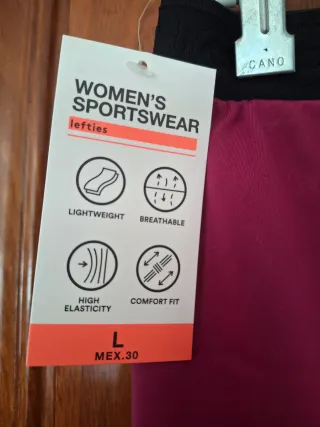 WOMEN'S
SPORTSWEAR
lefties
LIGHTWEIGHT
BREATHABLE
HIGH
ELASTICITY
COMFORT FIT
L
MEX.30
CANO